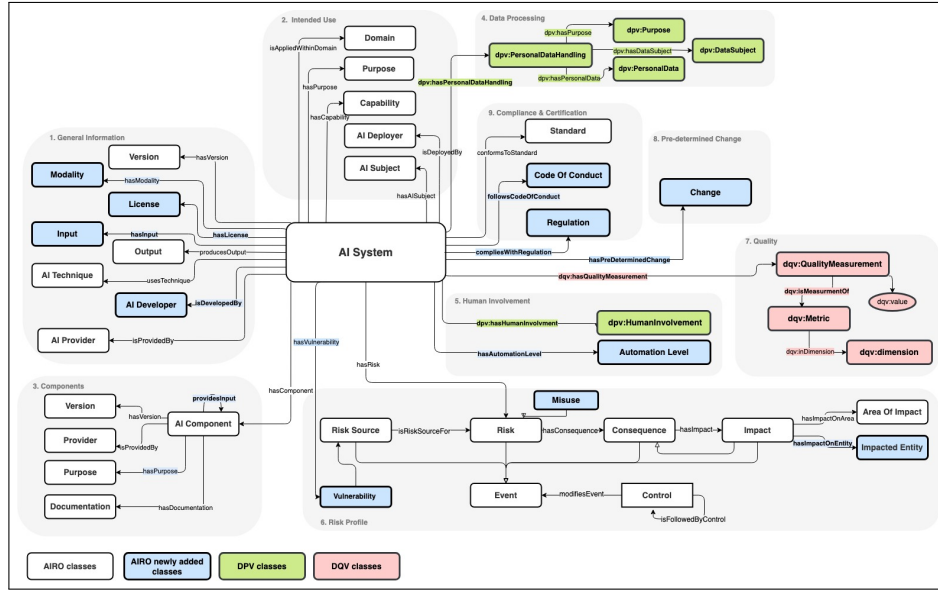 2. Intended Use
Domain
isAppliedWithinDomain
Purpose
hasPurpose
Capability
hasCapability
AI Deployer
isDeployedBy
AI Subject
hasAISubject
4. Data Processing
dpv:hasPurpose
dpv:Purpose
dpv:PersonalDataHandling
dpv:hasDataSubject
dpv:DataSubject
dpv:hasPersonalData
dpv:PersonalData
dpv:hasPersonalDataHandling
9. Compliance & Certification
Standard
conformsToStandard
Code Of Conduct
followsCodeOfConduct
Regulation
compliesWithRegulation
8. Pre-determined Change
Change
hasPreDeterminedChange
1. General Information
Version
hasVersion
Modality
hasModality
License
hasLicense
Input
hasInput
Output
producesOutput
AI Technique
usesTechnique
AI Developer
isDevelopedBy
AI Provider
isProvidedBy
AI System
7. Quality
dqv:hasQualityMeasurement
dqv:QualityMeasurement
dqv:isMeasurmentOf
dqv:value
dqv:Metric
dqv:inDimension
dqv:dimension
5. Human Involvement
dpv:hasHumanInvolvment
dpv:HumanInvolvement
hasAutomationLevel
Automation Level
hasVulnerability
hasRisk
hasComponent
3. Components
Version
hasVersion
providesInput
AI Component
Provider
isProvidedBy
Purpose
hasPurpose
Documentation
hasDocumentation
Misuse
Risk Source
isRiskSourceFor
Risk
hasConsequence
Consequence
hasImpact
Impact
hasImpactOnArea
Area Of Impact
hasImpactOnEntity
Impacted Entity
Vulnerability
Event
modifiesEvent
Control
isFollowedByControl
6. Risk Profile
AIRO classes
AIRO newly added
classes
DPV classes
DQV classes